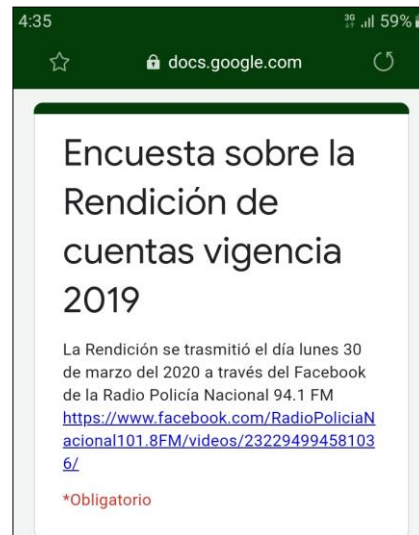 4:35
3G 59%
docs.google.com
Encuesta sobre la
Rendición de
cuentas vigencia
2019
La Rendición se trasmitió el día lunes 30
de marzo del 2020 a través del Facebook
de la Radio Policía Nacional 94.1 FM
https://www.facebook.com/RadioPoliciaN
acional101.8FM/videos/23229499458103
6/
*Obligatorio